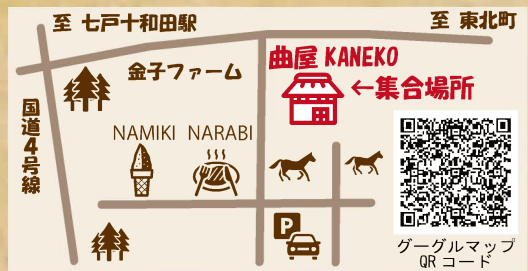 至 七戸十和田駅
至 東北町
金子ファーム
曲屋 KANEKO
←集合場所
国道4号線
NAMIKI
NARABI
P
グーグルマップ
QRコード